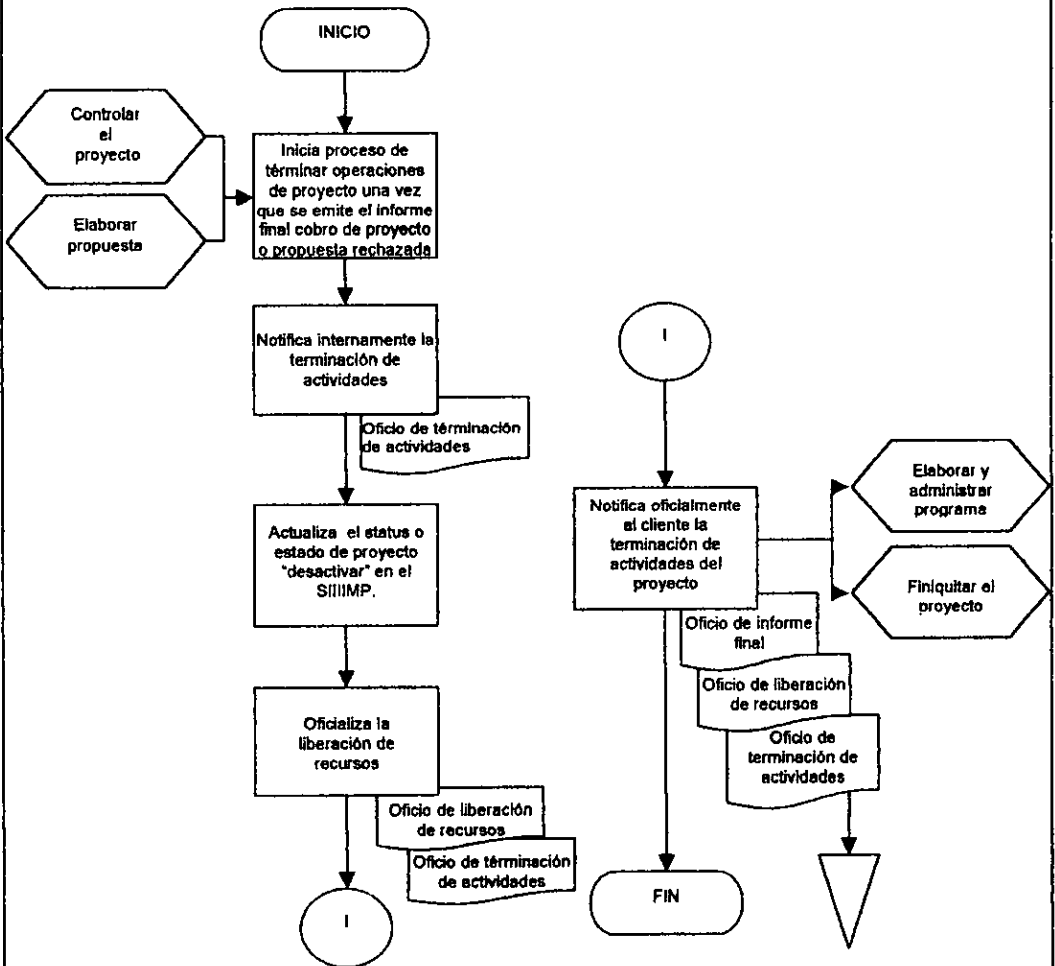 INICIO
Controlar
el
proyecto
Elaborar
propuesta
Inicia proceso de
términar operaciones
de proyecto una vez
que se emite el informe
final cobro de proyecto
o propuesta rechazada
Notifica internamente la
terminación de
actividades
Oficio de términación
de actividades
Actualiza el status o
estado de proyecto
"desactivar" en el
SIIIIMP.
Oficializa la
liberación de
recursos
Oficio de liberación
de recursos
Oficio de términación
de actividades
I
I
Notifica oficialmente
al cliente la
terminación de
actividades del
proyecto
Elaborar y
administrar
programa
Finiquitar el
proyecto
Oficio de informe
final
Oficio de liberación
de recursos
Oficio de
terminación de
actividades
FIN